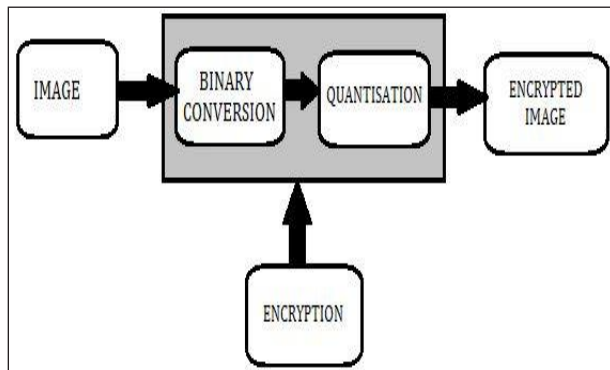 IMAGE
BINARY
CONVERSION
QUANTISATION
ENCRYPTED
IMAGE
ENCRYPTION